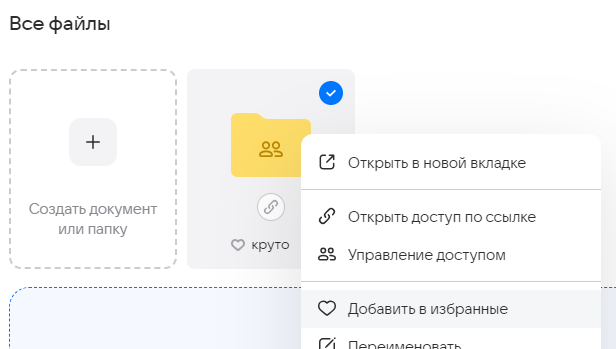 Все файлы
Создать документ
или папку
круто
Открыть в новой вкладке
Открыть доступ по ссылке
Управление доступом
Добавить в избранные
Переименовать